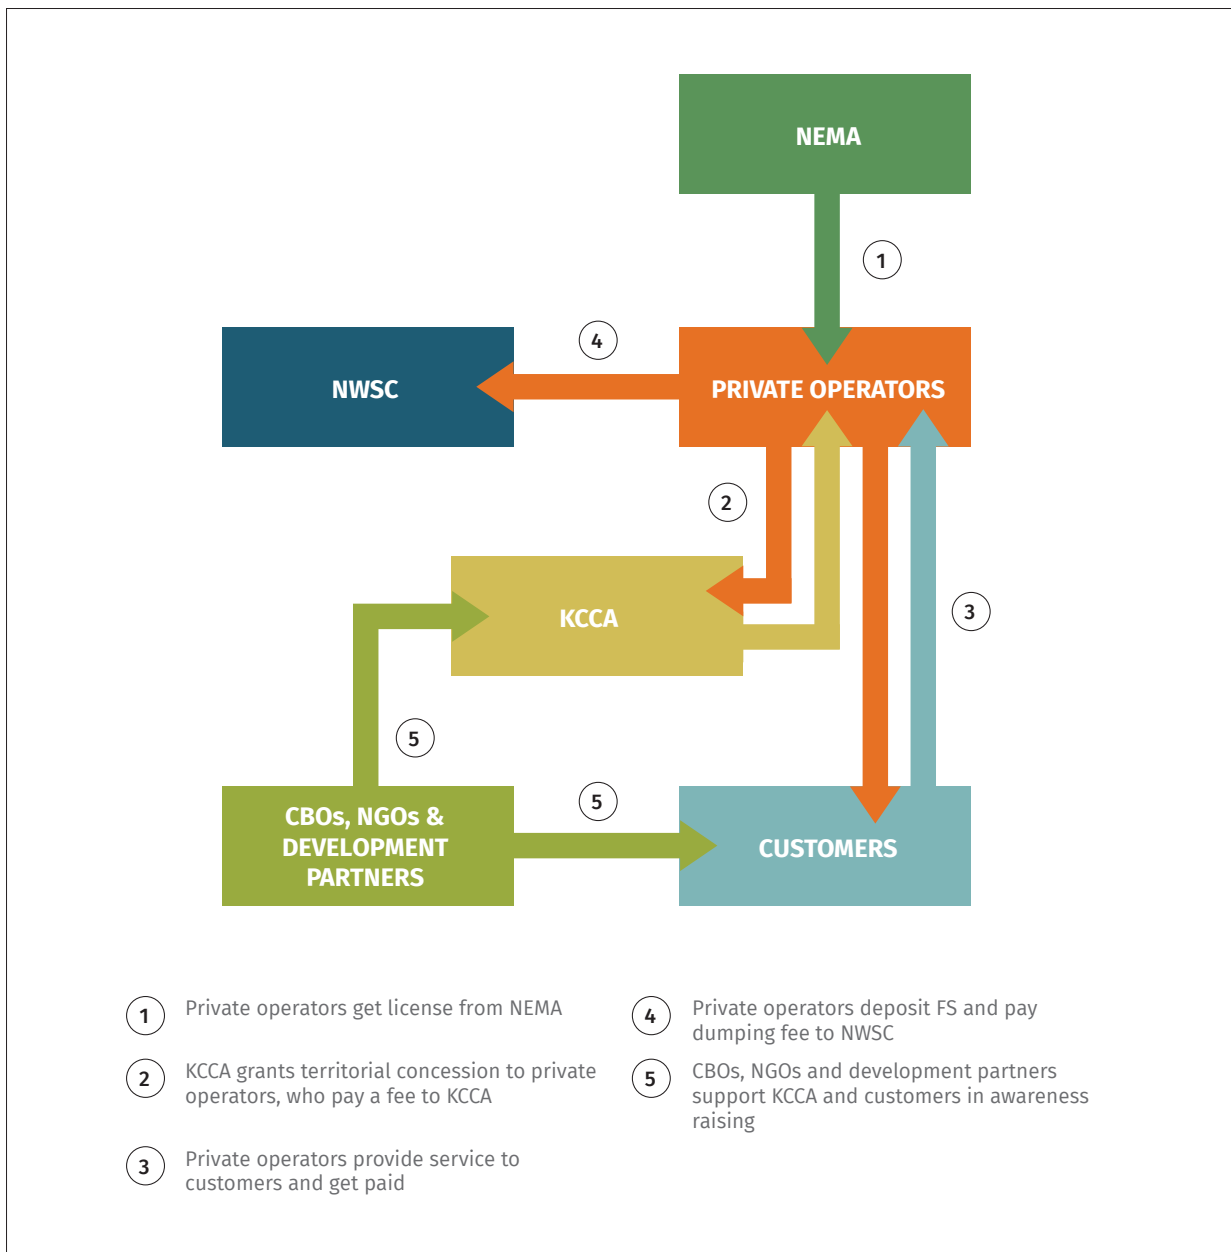 NEMA
1
NWSC
4
PRIVATE OPERATORS
2
KCCA
3
5
CBOs, NGOs &
DEVELOPMENT
PARTNERS
5
CUSTOMERS
1 Private operators get license from NEMA
2 KCCA grants territorial concession to private
operators, who pay a fee to KCCA
3 Private operators provide service to
customers and get paid
4 Private operators deposit FS and pay
dumping fee to NWSC
5 CBOs, NGOs and development partners
support KCCA and customers in awareness
raising